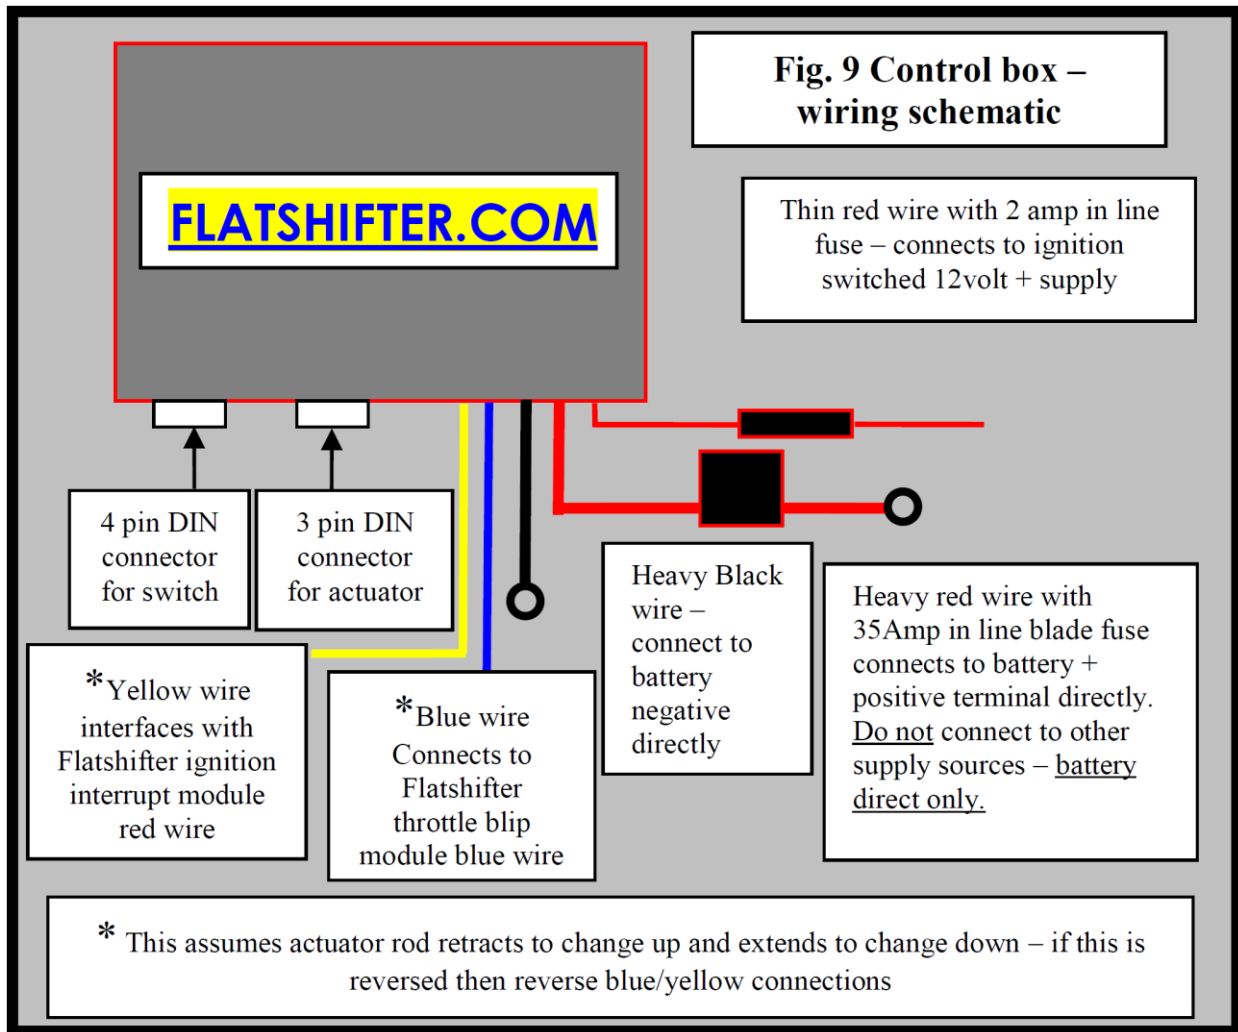 Fig. 9 Control box –
wiring schematic
FLATSHIFTER.COM
Thin red wire with 2 amp in line
fuse – connects to ignition
switched 12volt + supply
4 pin DIN
connector
for switch
3 pin DIN
connector
for actuator
Heavy Black
wire –
connect to
battery
negative
directly
Heavy red wire with
35Amp in line blade fuse
connects to battery +
positive terminal directly.
Do not connect to other
supply sources – battery
direct only.
*Yellow wire
interfaces with
Flatshifter ignition
interrupt module
red wire
*Blue wire
Connects to
Flatshifter
throttle blip
module blue wire
* This assumes actuator rod retracts to change up and extends to change down – if this is
reversed then reverse blue/yellow connections